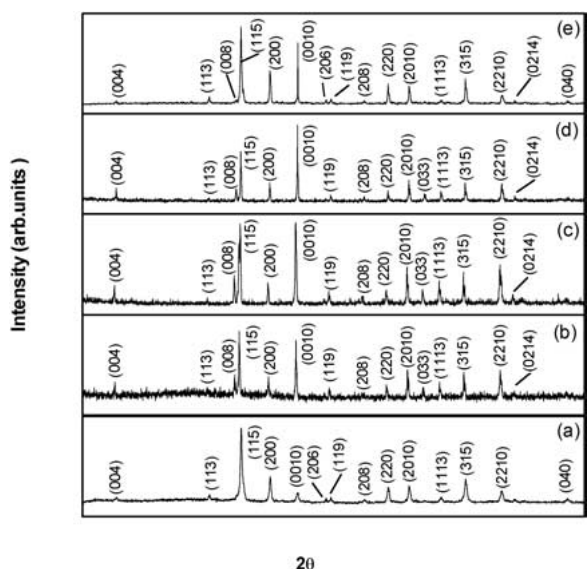 (e)
(004) (113) (008) (115) (200) (0010) (206) (119) (208) (220) (2010) (1113) (315) (2210) (0214) (040)
(d)
(004) (113) (008) (115) (200) (0010) (119) (208) (220) (2010) (033) (1113) (315) (2210) (0214)
(c)
(004) (113) (008) (115) (200) (0010) (119) (208) (220) (2010) (033) (1113) (315) (2210) (0214)
(b)
(004) (113) (008) (115) (200) (0010) (119) (208) (220) (2010) (033) (1113) (315) (2210) (0214)
(a)
(004) (113) (115) (200) (0010) (206) (119) (208) (220) (2010) (1113) (315) (2210) (040)
Intensity (arb.units )
2θ